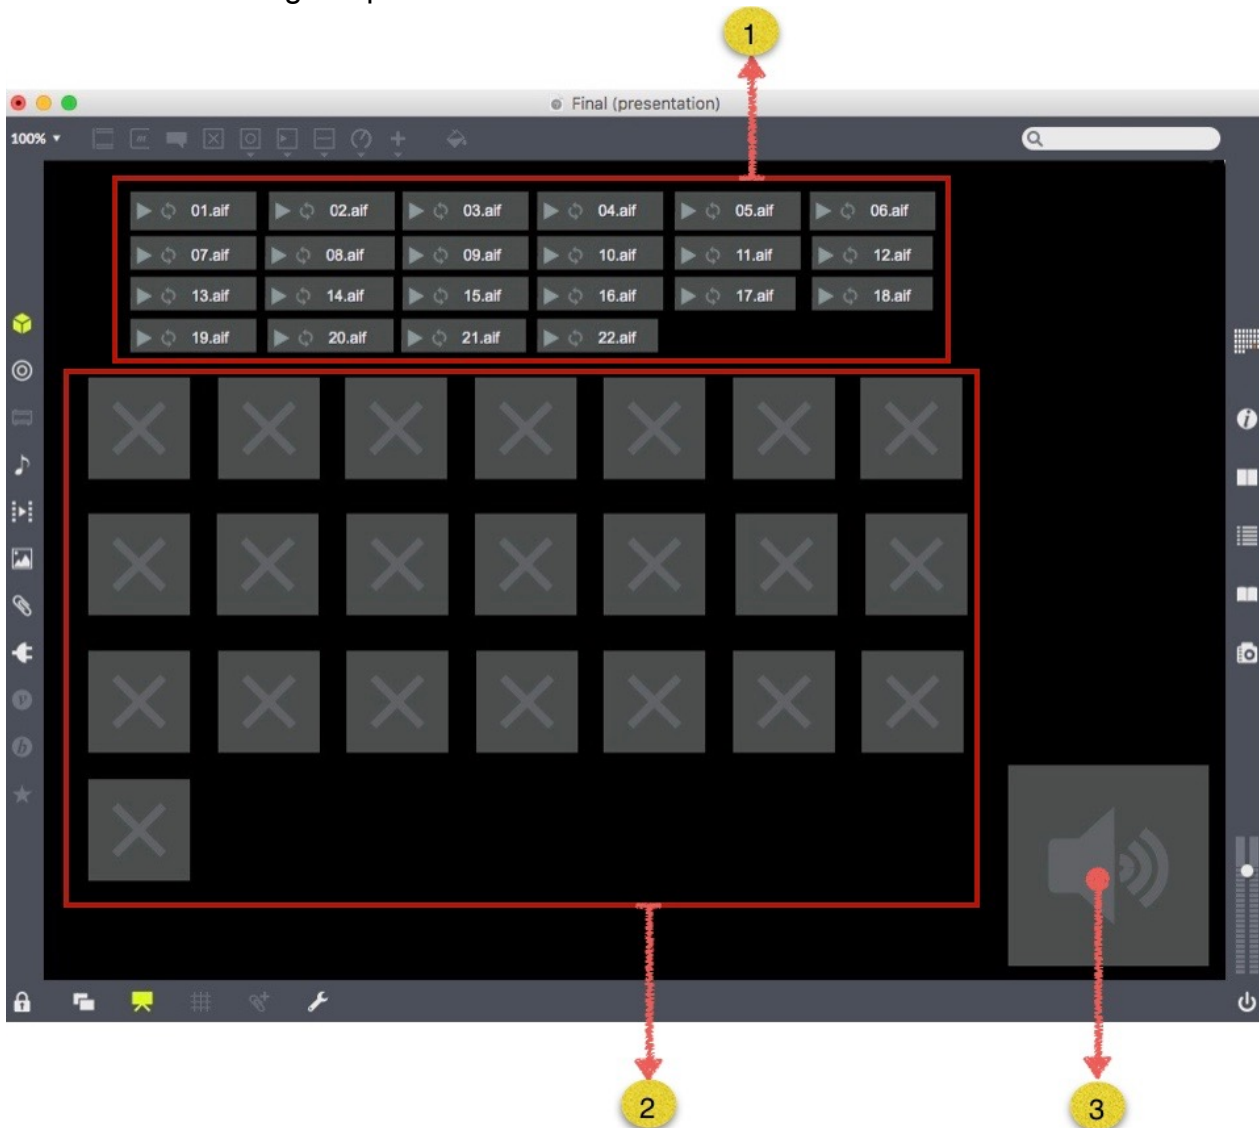 1
Final (presentation)
100%
01.aif 02.aif 03.aif 04.aif 05.aif 06.aif
07.aif 08.aif 09.aif 10.aif 11.aif 12.aif
13.aif 14.aif 15.aif 16.aif 17.aif 18.aif
19.aif 20.aif 21.aif 22.aif
2
3